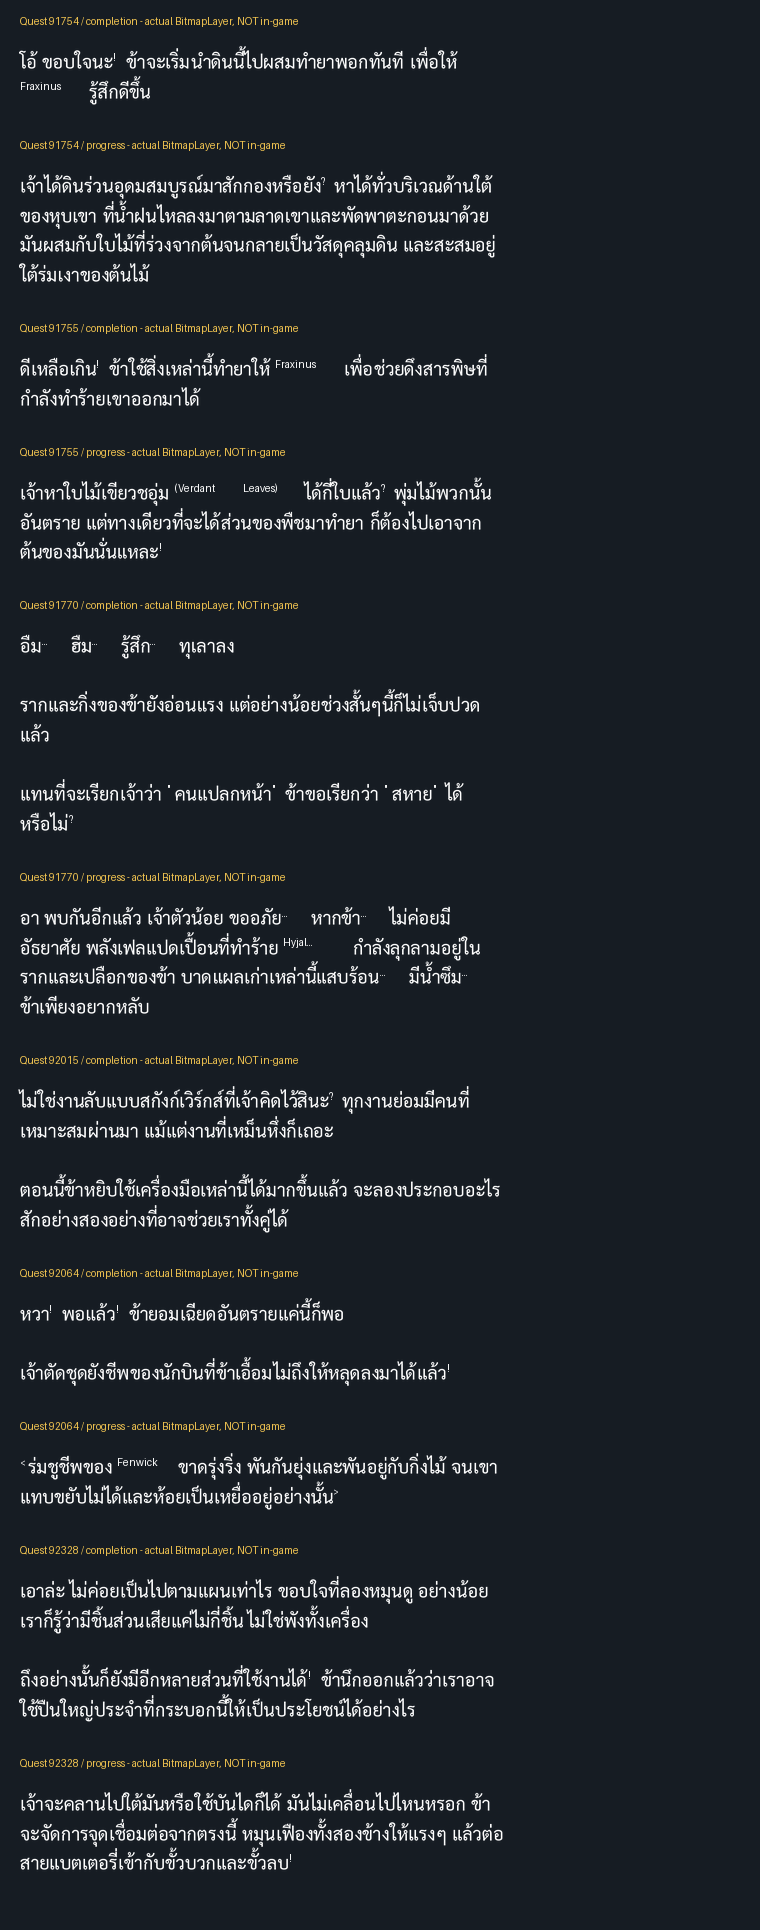 Quest 91754 / completion - actual BitmapLayer, NOT in-game
โอ้ ขอบใจนะ! ข้าจะเริ่มนำดินนี้ไปผสมทำยาพอกทันที เพื่อให้
Fraxinus รู้สึกดีขึ้น
Quest 91754 / progress - actual BitmapLayer, NOT in-game
เจ้าได้ดินร่วนอุดมสมบูรณ์มาสักกองหรือยัง? หาได้ทั่วบริเวณด้านใต้
ของหุบเขา ที่น้ำฝนไหลลงมาตามลาดเขาและพัดพาตะกอนมาด้วย
มันผสมกับใบไม้ที่ร่วงจากต้นจนกลายเป็นวัสดุคลุมดิน และสะสมอยู่
ใต้ร่มเงาของต้นไม้
Quest 91755 / completion - actual BitmapLayer, NOT in-game
ดีเหลือเกิน! ข้าใช้สิ่งเหล่านี้ทำยาให้ Fraxinus เพื่อช่วยดึงสารพิษที่
กำลังทำร้ายเขาออกมาได้
Quest 91755 / progress - actual BitmapLayer, NOT in-game
เจ้าหาใบไม้เขียวชอุ่ม (Verdant Leaves) ได้กี่ใบแล้ว? พุ่มไม้พวกนั้น
อันตราย แต่ทางเดียวที่จะได้ส่วนของพืชมาทำยา ก็ต้องไปเอาจาก
ต้นของมันนั่นแหละ!
Quest 91770 / completion - actual BitmapLayer, NOT in-game
อืม... ฮืม... รู้สึก... ทุเลาลง
รากและกิ่งของข้ายังอ่อนแรง แต่อย่างน้อยช่วงสั้นๆนี้ก็ไม่เจ็บปวด
แล้ว
แทนที่จะเรียกเจ้าว่า "คนแปลกหน้า" ข้าขอเรียกว่า "สหาย" ได้
หรือไม่?
Quest 91770 / progress - actual BitmapLayer, NOT in-game
อา พบกันอีกแล้ว เจ้าตัวน้อย ขออภัย... หากข้า... ไม่ค่อยมี
อัธยาศัย พลังเฟลแปดเปื้อนที่ทำร้าย Hyjal... กำลังลุกลามอยู่ใน
รากและเปลือกของข้า บาดแผลเก่าเหล่านี้แสบร้อน... มีน้ำซึม...
ข้าเพียงอยากหลับ
Quest 92015 / completion - actual BitmapLayer, NOT in-game
ไม่ใช่งานลับแบบสกังก์เวิร์กส์ที่เจ้าคิดไว้สินะ? ทุกงานย่อมมีคนที่
เหมาะสมผ่านมา แม้แต่งานที่เหม็นหึ่งก็เถอะ
ตอนนี้ข้าหยิบใช้เครื่องมือเหล่านี้ได้มากขึ้นแล้ว จะลองประกอบอะไร
สักอย่างสองอย่างที่อาจช่วยเราทั้งคู่ได้
Quest 92064 / completion - actual BitmapLayer, NOT in-game
หวา! พอแล้ว! ข้ายอมเฉียดอันตรายแค่นี้ก็พอ
เจ้าตัดชุดยังชีพของนักบินที่ข้าเอื้อมไม่ถึงให้หลุดลงมาได้แล้ว!
Quest 92064 / progress - actual BitmapLayer, NOT in-game
<ร่มชูชีพของ Fenwick ขาดรุ่งริ่ง พันกันยุ่งและพันอยู่กับกิ่งไม้ จนเขา
แทบขยับไม่ได้และห้อยเป็นเหยื่ออยู่อย่างนั้น>
Quest 92328 / completion - actual BitmapLayer, NOT in-game
เอาล่ะ ไม่ค่อยเป็นไปตามแผนเท่าไร ขอบใจที่ลองหมุนดู อย่างน้อย
เราก็รู้ว่ามีชิ้นส่วนเสียแค่ไม่กี่ชิ้น ไม่ใช่พังทั้งเครื่อง
ถึงอย่างนั้นก็ยังมีอีกหลายส่วนที่ใช้งานได้! ข้านึกออกแล้วว่าเราอาจ
ใช้ปืนใหญ่ประจำที่กระบอกนี้ให้เป็นประโยชน์ได้อย่างไร
Quest 92328 / progress - actual BitmapLayer, NOT in-game
เจ้าจะคลานไปใต้มันหรือใช้บันไดก็ได้ มันไม่เคลื่อนไปไหนหรอก ข้า
จะจัดการจุดเชื่อมต่อจากตรงนี้ หมุนเฟืองทั้งสองข้างให้แรงๆ แล้วต่อ
สายแบตเตอรี่เข้ากับขั้วบวกและขั้วลบ!